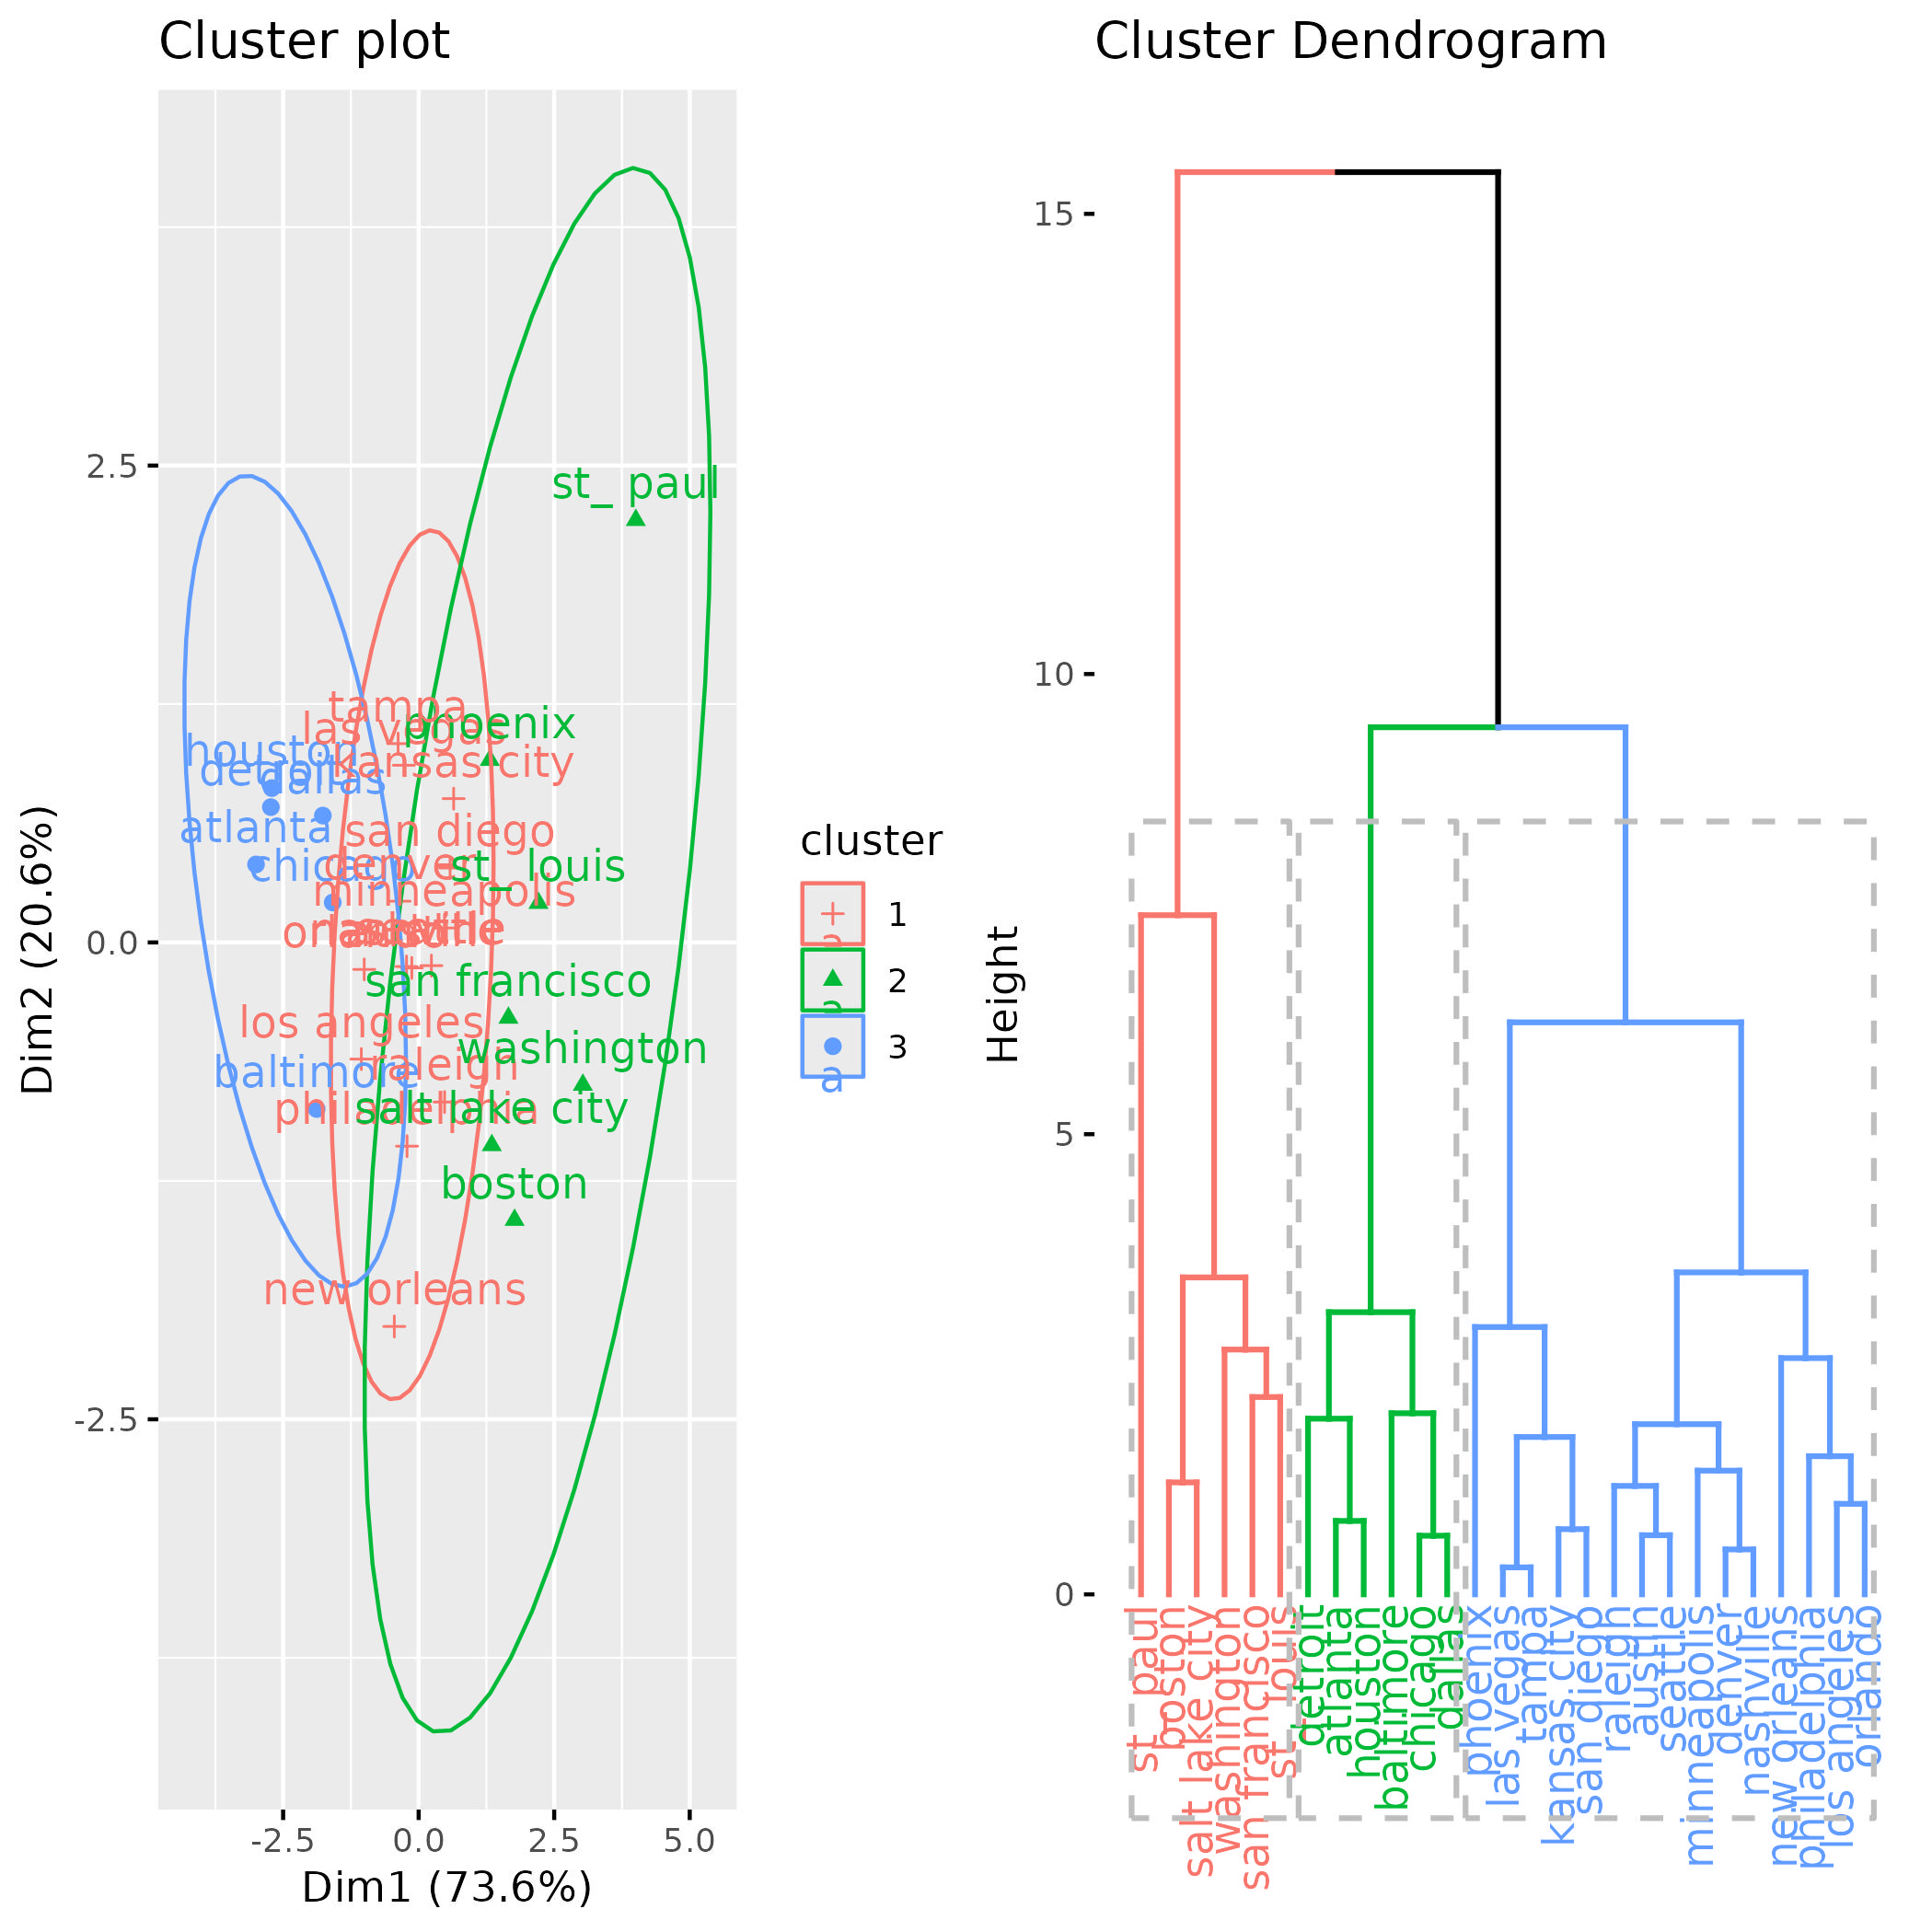 Cluster plot
2.5
0.0
-2.5
Dim2 (20.6%)
st_ paul
tampa
las vegas
phoenix
houston
kansas city
detroit
dallas
atlanta
san diego
denver
st_ louis
chicago
minneapolis
orlando
san francisco
los angeles
washington
raleigh
baltimore
philadelphia
salt lake city
boston
new orleans
-2.5 0.0 2.5 5.0
Dim1 (73.6%)
cluster
a 1
a 2
a 3
Cluster Dendrogram
15
10
5
0
Height
st_ paul
boston
salt lake city
washington
san francisco
st_ louis
detroit
atlanta
houston
baltimore
chicago
dallas
phoenix
las vegas
tampa
kansas city
san diego
raleigh
austin
seattle
minneapolis
denver
nashville
new orleans
philadelphia
los angeles
orlando